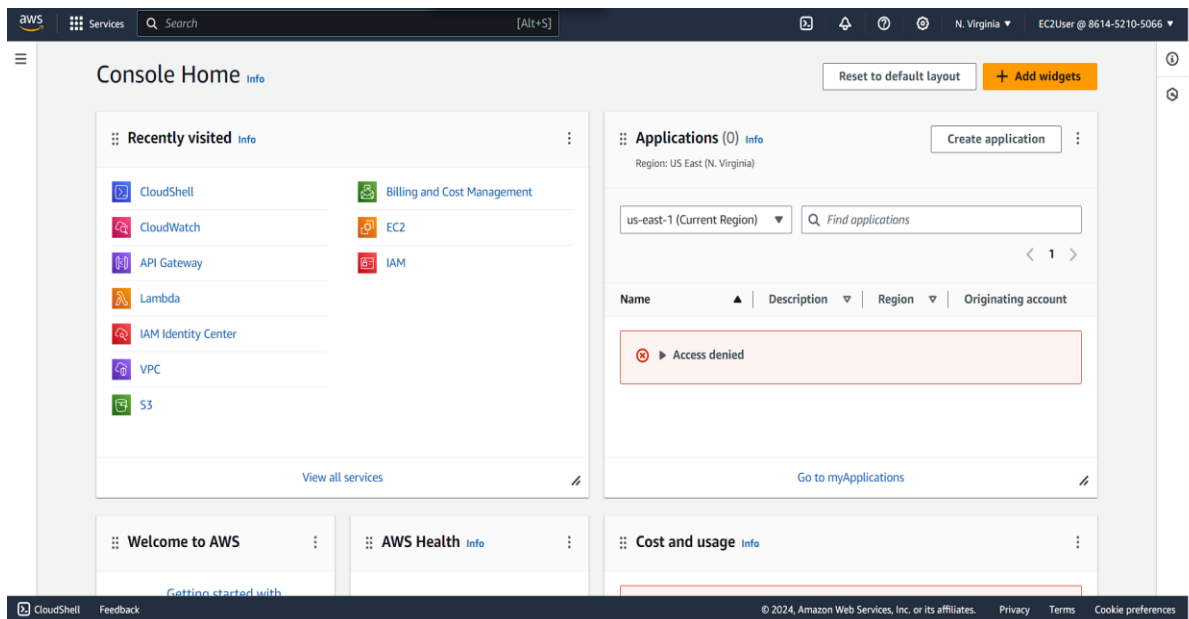 aws
Services
Search
[Alt+S]
N. Virginia
EC2User @ 8614-5210-5066
Console Home Info
Reset to default layout
Add widgets
Recently visited Info
CloudShell
CloudWatch
API Gateway
Lambda
IAM Identity Center
VPC
S3
Billing and Cost Management
EC2
IAM
View all services
Applications (0) Info
Create application
Region: US East (N. Virginia)
us-east-1 (Current Region)
Find applications
1
Name
Description
Region
Originating account
Access denied
Go to myApplications
Welcome to AWS
Getting started with
AWS Health Info
Cost and usage Info
CloudShell
Feedback
© 2024, Amazon Web Services, Inc. or its affiliates.
Privacy
Terms
Cookie preferences